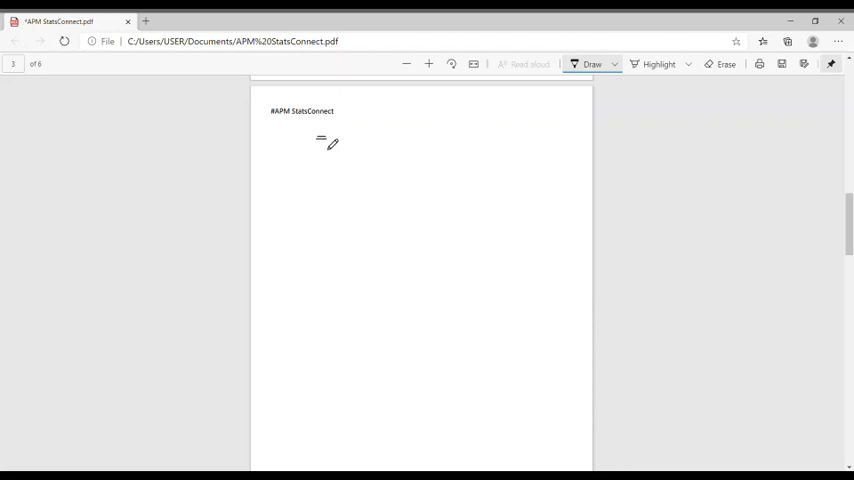 *APM StatsConnect.pdf
File
C:/Users/USER/Documents/APM%20StatsConnect.pdf
3 of 6
Read aloud
Draw
Highlight
Erase
#APM StatsConnect
=